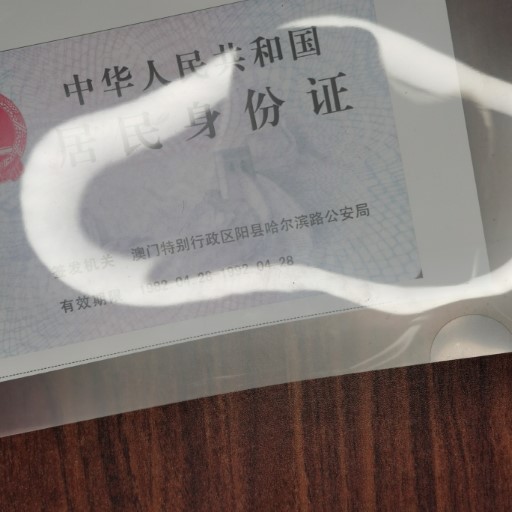 中华人民共和国
居民身份证
签发机关 澳门特别行政区阳县哈尔滨路公安局
有效期限 1993.04.28-1993.04.28